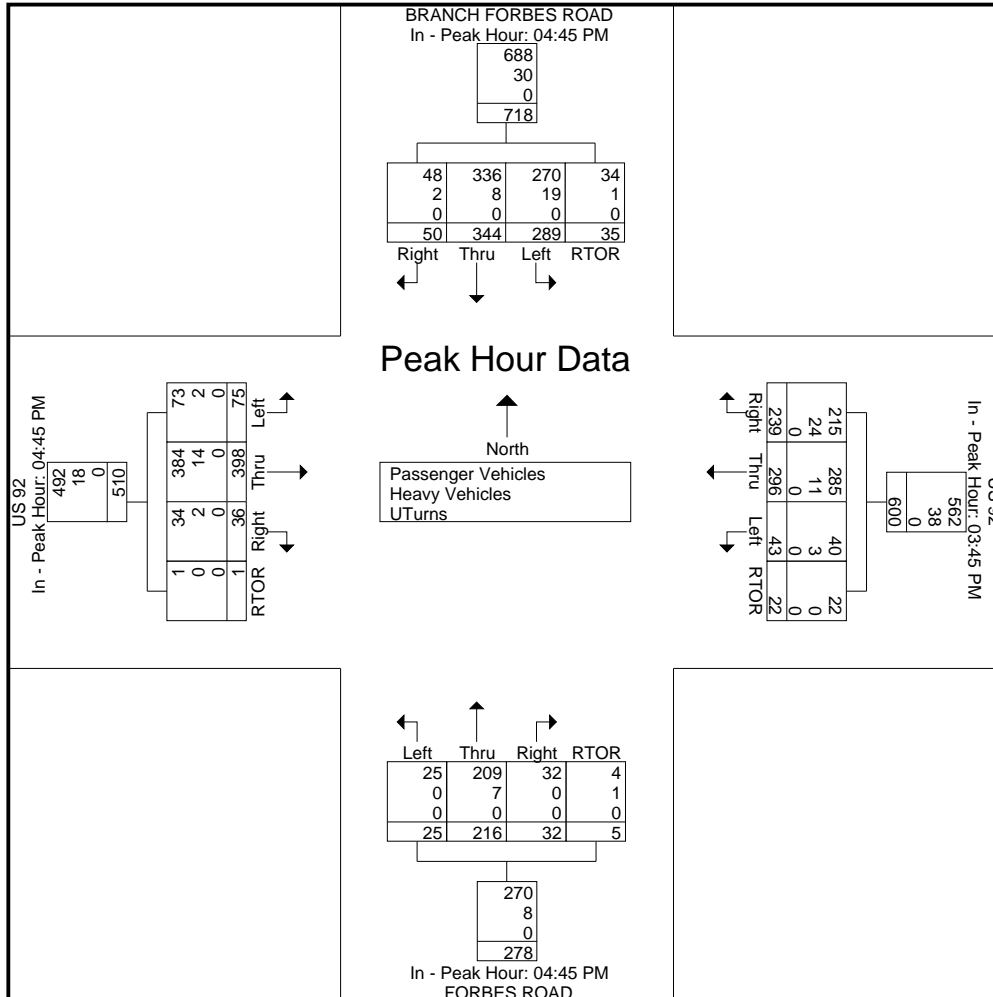 BRANCH FORBES ROAD
In - Peak Hour: 04:45 PM
688
30
0
718
48 336 270 34
2 8 19 1
0 0 0 0
50 344 289 35
Right Thru Left RTOR
Peak Hour Data
North
Passenger Vehicles
Heavy Vehicles
UTurns
US 92
In - Peak Hour: 04:45 PM
492
18
0
510
73 2 0 75 Left
384 14 0 398 Thru
34 2 0 36 Right
1 0 0 1 RTOR
In - Peak Hour: 03:45 PM
562
38
0
600
Right 239 0 24 215
Thru 296 0 11 285
Left 43 0 3 40
RTOR 22 0 0 22
Left Thru Right RTOR
25 209 32 4
0 7 0 1
0 0 0 0
25 216 32 5
270
8
0
278
In - Peak Hour: 04:45 PM
FORBES ROAD